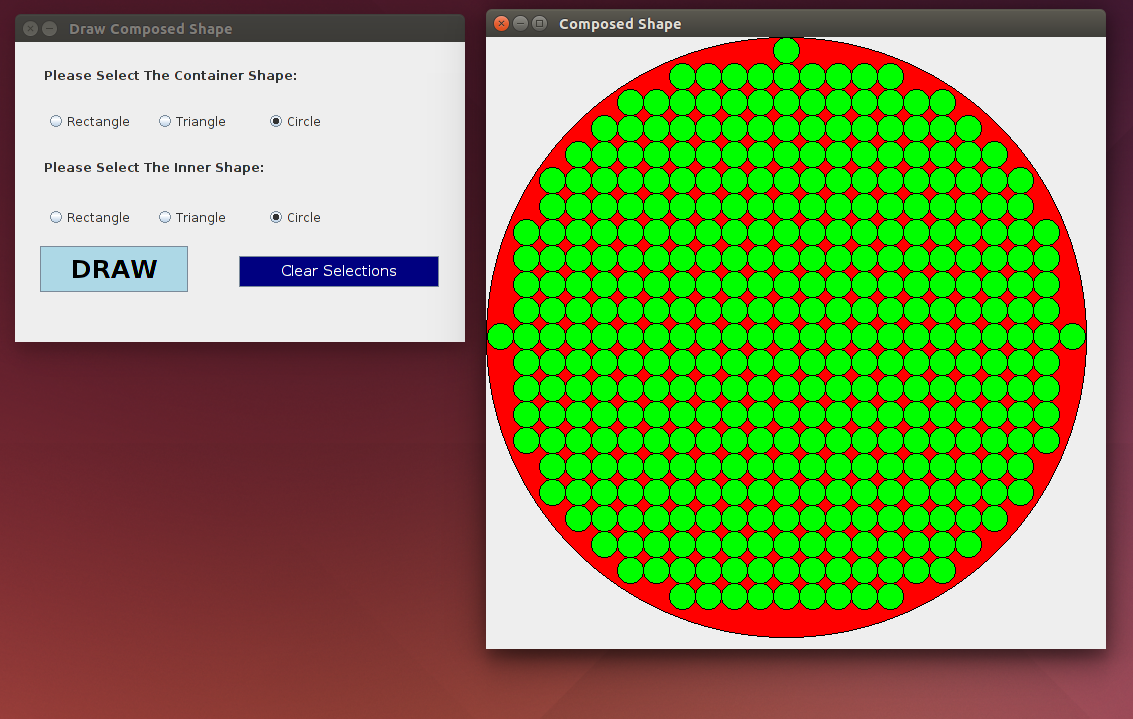 Draw Composed Shape
Please Select The Container Shape:
Rectangle Triangle Circle
Please Select The Inner Shape:
Rectangle Triangle Circle
DRAW Clear Selections
Composed Shape